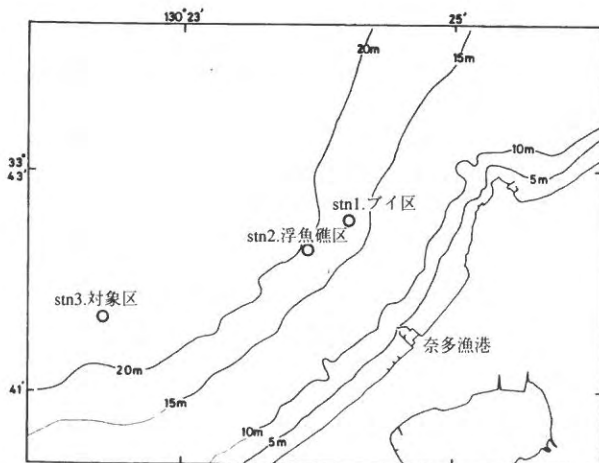 130°23'
25'
20m
15m
10m
5m
33°
43'
stn1.ブイ区
stn2.浮魚礁区
stn3.対象区
奈多漁港
20m
41'
15m
10m
5m